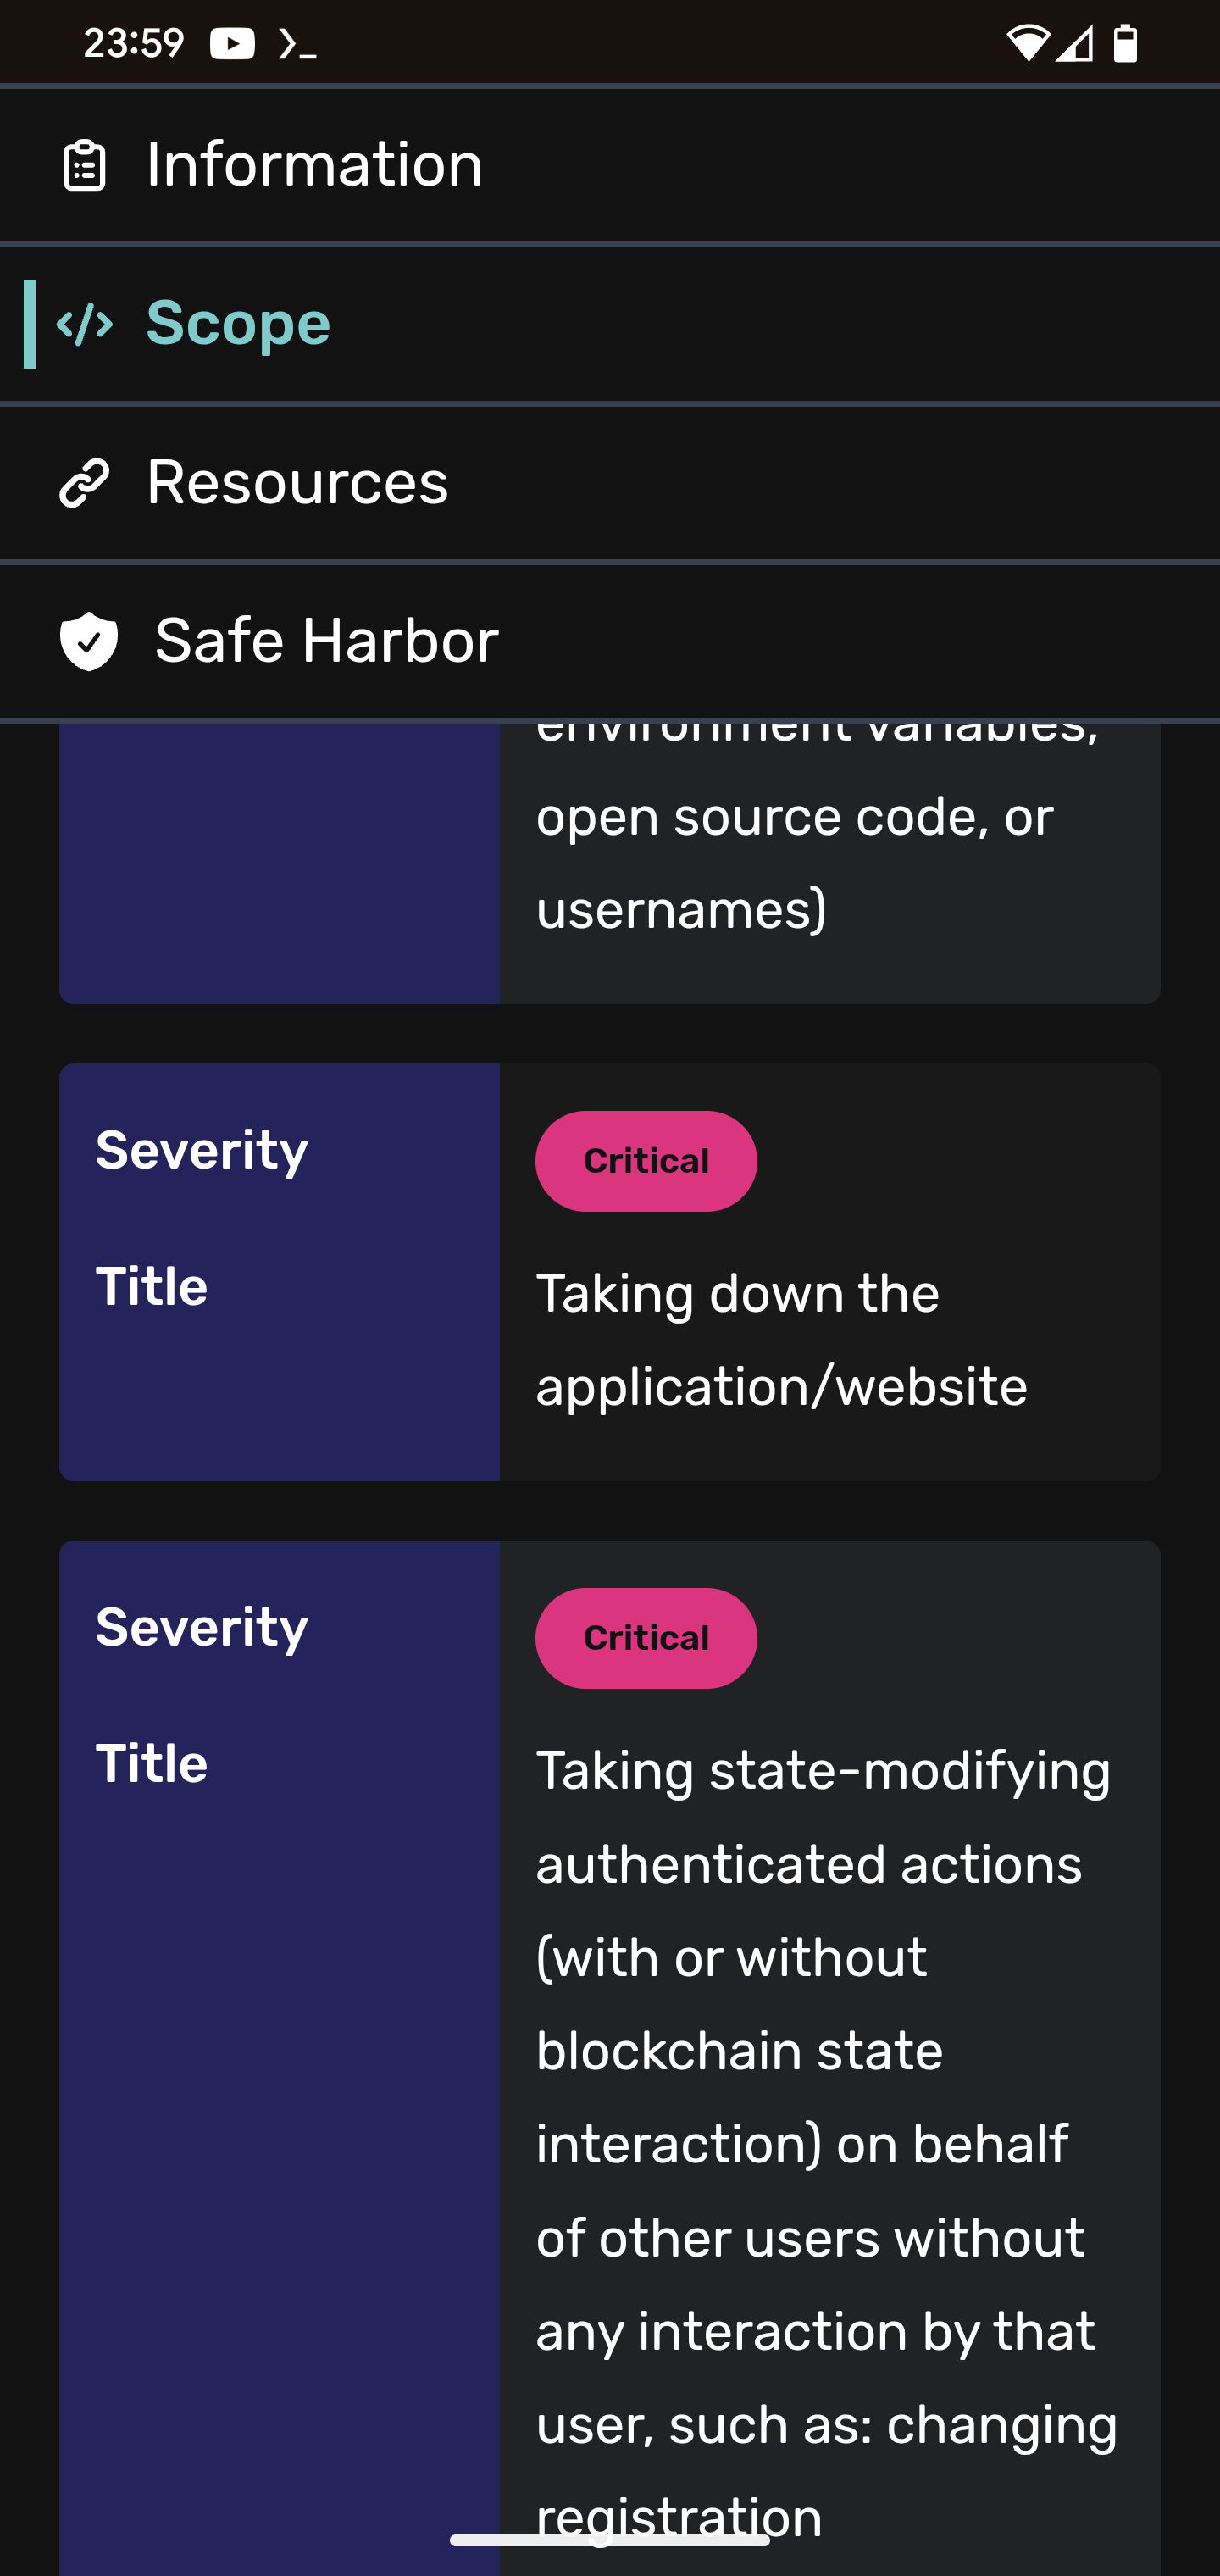 23:59
Information
Scope
Resources
Safe Harbor
environment variables,
open source code, or
usernames)
Severity
Critical
Title
Taking down the
application/website
Severity
Critical
Title
Taking state-modifying
authenticated actions
(with or without
blockchain state
interaction) on behalf
of other users without
any interaction by that
user, such as: changing
registration